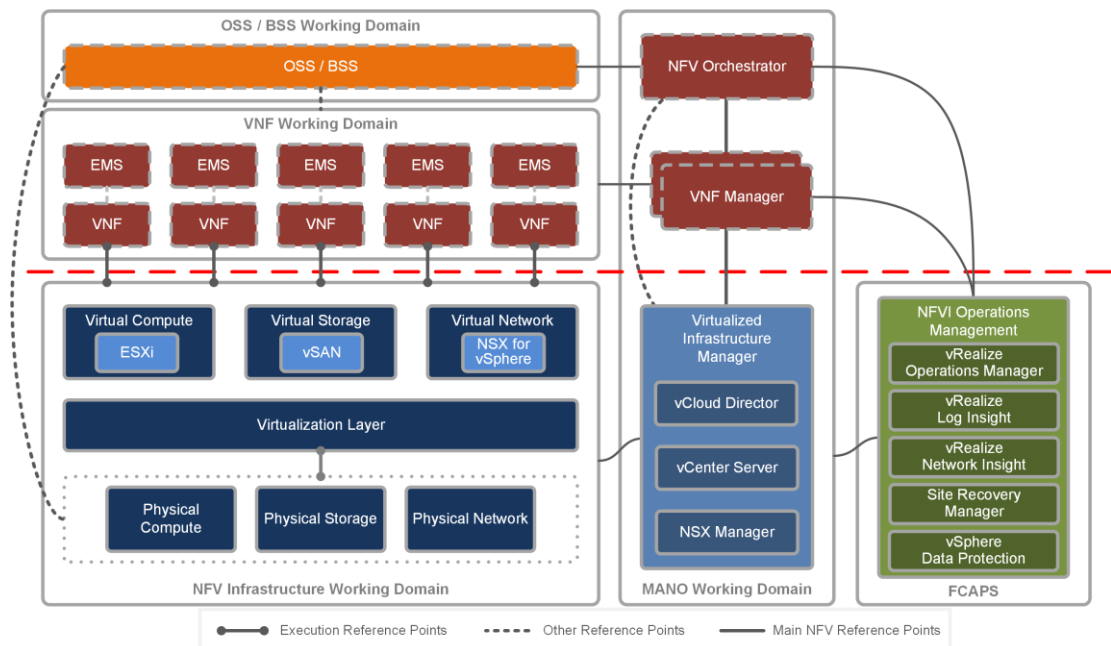 OSS / BSS Working Domain
OSS / BSS
NFV Orchestrator
VNF Working Domain
EMS
EMS
EMS
EMS
EMS
VNF Manager
VNF
VNF
VNF
VNF
VNF
Virtual Compute
ESXi
Virtual Storage
vSAN
Virtual Network
NSX for
vSphere
Virtualization Layer
Physical
Compute
Physical Storage
Physical Network
NFV Infrastructure Working Domain
Virtualized
Infrastructure
Manager
vCloud Director
vCenter Server
NSX Manager
MANO Working Domain
NFVI Operations
Management
vRealize
Operations Manager
vRealize
Log Insight
vRealize
Network Insight
Site Recovery
Manager
vSphere
Data Protection
FCAPS
Execution Reference Points
Other Reference Points
Main NFV Reference Points